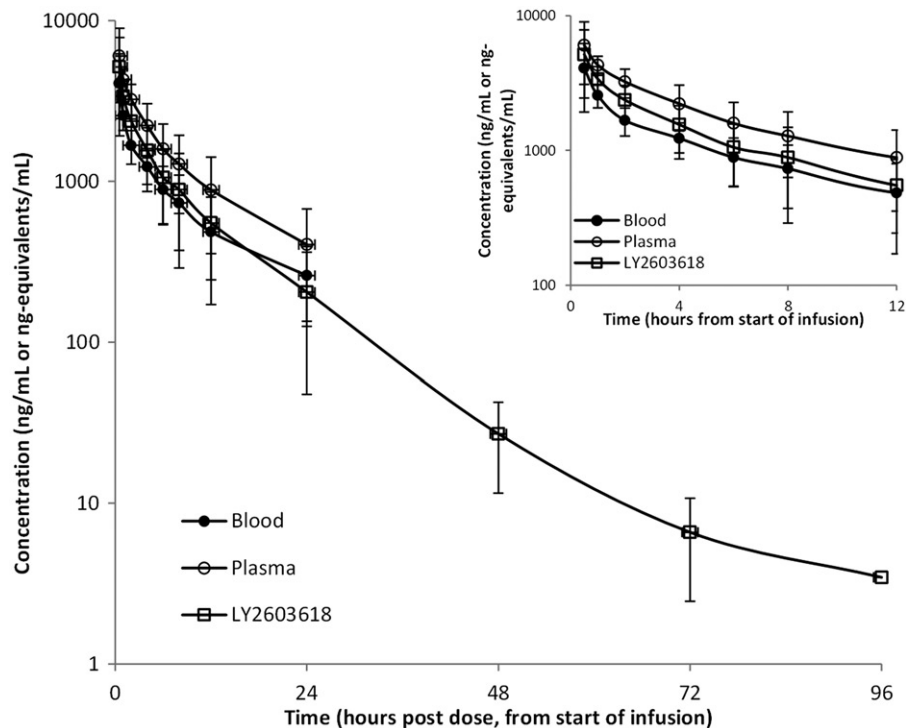 Concentration (ng/mL or ng-equivalents/mL)
10000
1000
100
10
1
0
24
48
72
96
Time (hours post dose, from start of infusion)
Blood
Plasma
LY2603618
Concentration (ng/mL or ng-
equivalents/mL)
10000
1000
100
0
4
8
12
Time (hours from start of infusion)
Blood
Plasma
LY2603618